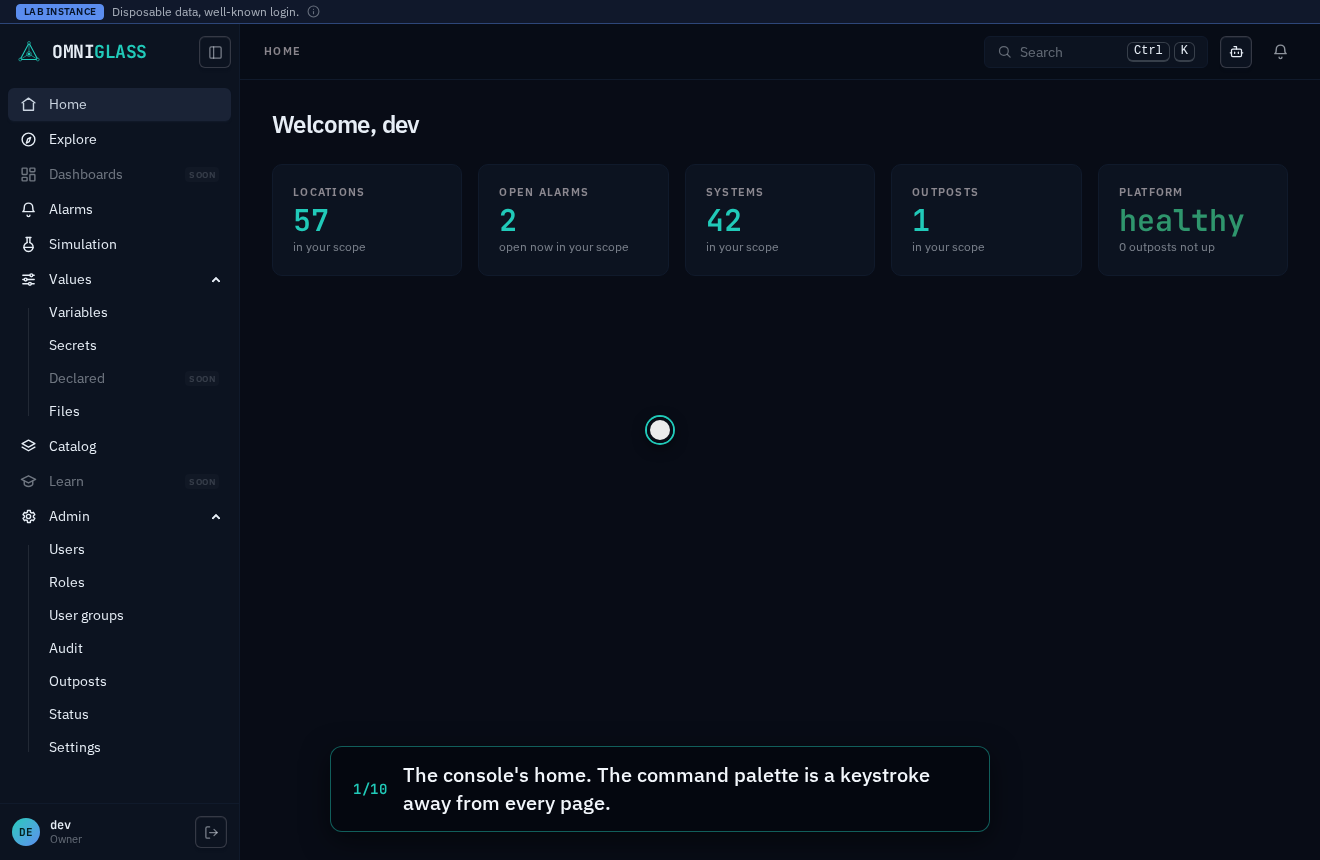 LAB INSTANCE Disposable data, well-known login.
OMNIGLASS
HOME
Search Ctrl K
Home
Explore
Dashboards SOON
Alarms
Simulation
Values
Variables
Secrets
Declared SOON
Files
Catalog
Learn SOON
Admin
Users
Roles
User groups
Audit
Outposts
Status
Settings
DE dev
Owner
Welcome, dev
LOCATIONS
57
in your scope
OPEN ALARMS
2
open now in your scope
SYSTEMS
42
in your scope
OUTPOSTS
1
in your scope
PLATFORM
healthy
0 outposts not up
1/10
The console's home. The command palette is a keystroke
away from every page.